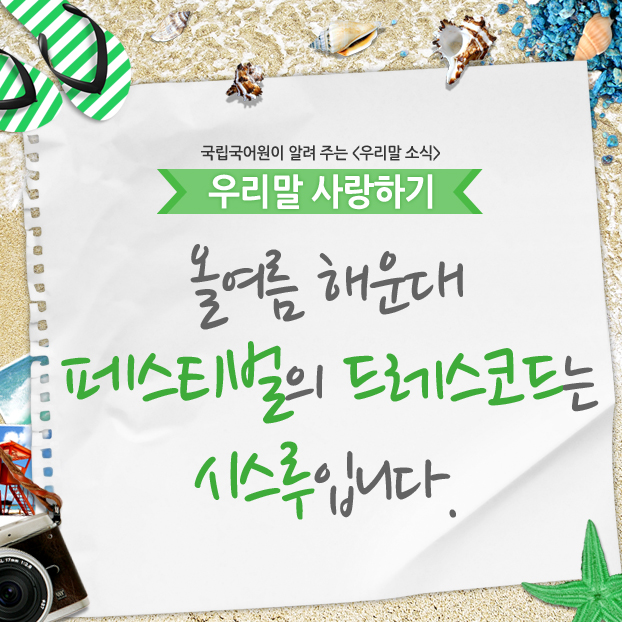 국립국어원이 알려 주는 <우리말 소식>
우리말 사랑하기
올여름 해운대
페스티벌의 드레스코드는
시스루입니다.